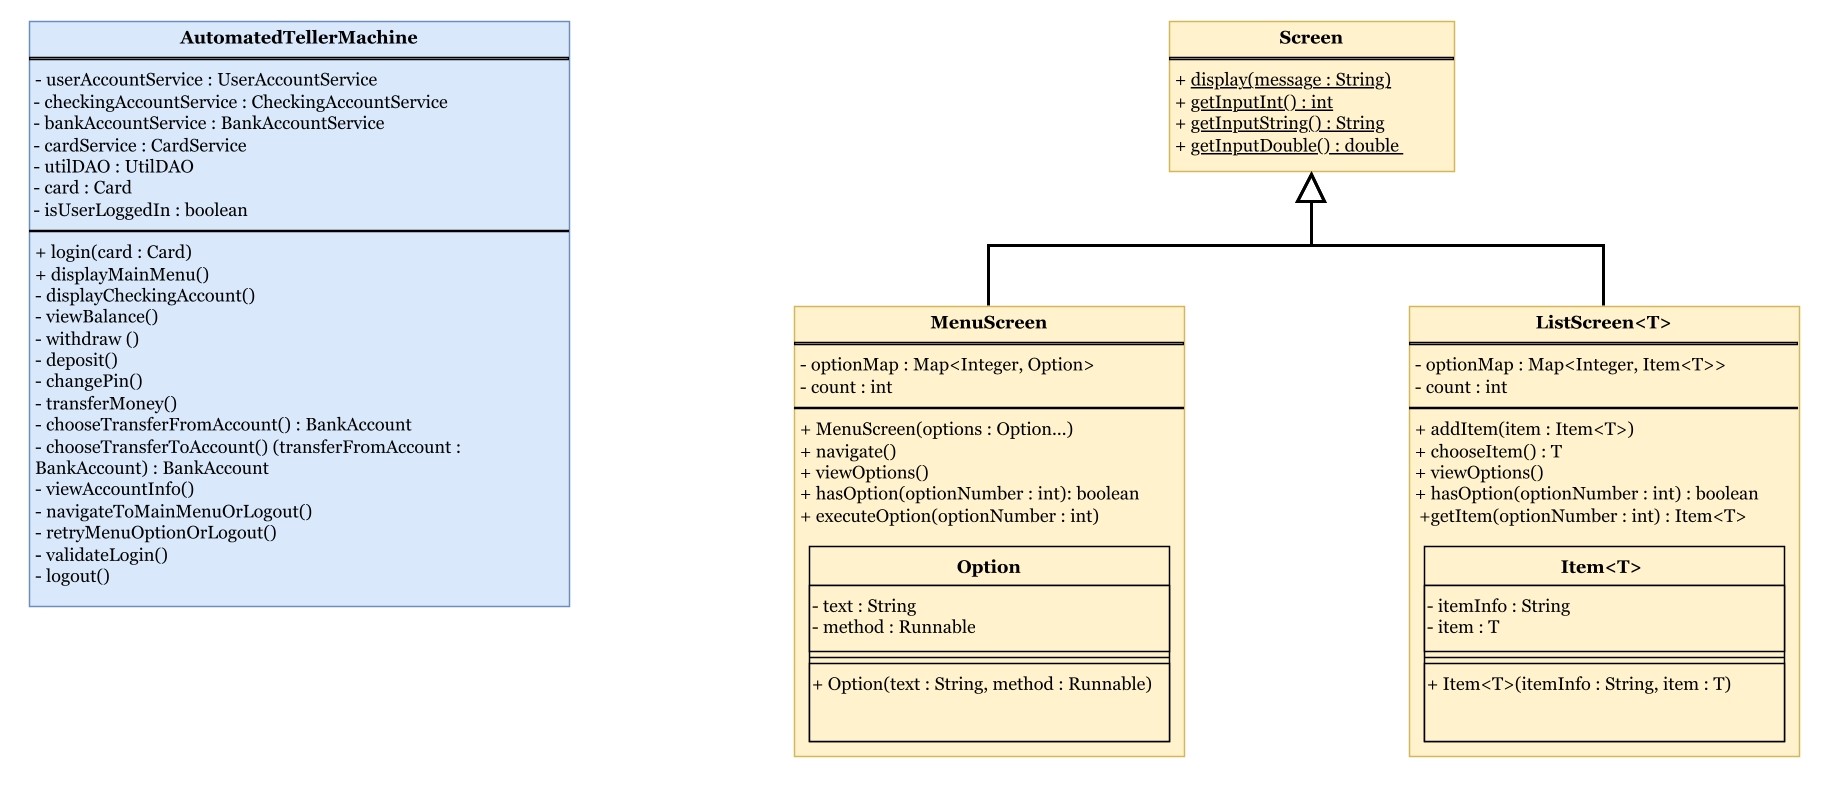 AutomatedTellerMachine
- userAccountService : UserAccountService
- checkingAccountService : CheckingAccountService
- bankAccountService : BankAccountService
- cardService : CardService
- utilDAO : UtilDAO
- card : Card
- isUserLoggedIn : boolean
+ login(card : Card)
+ displayMainMenu()
- displayCheckingAccount()
- viewBalance()
- withdraw ()
- deposit()
- changePin()
- transferMoney()
- chooseTransferFromAccount() : BankAccount
- chooseTransferToAccount() (transferFromAccount :
BankAccount) : BankAccount
- viewAccountInfo()
- navigateToMainMenuOrLogout()
- retryMenuOptionOrLogout()
- validateLogin()
- logout()
Screen
+ display(message : String)
+ getInputInt() : int
+ getInputString() : String
+ getInputDouble() : double
MenuScreen
- optionMap : Map<Integer, Option>
- count : int
+ MenuScreen(options : Option...)
+ navigate()
+ viewOptions()
+ hasOption(optionNumber : int): boolean
+ executeOption(optionNumber : int)
Option
- text : String
- method : Runnable
+ Option(text : String, method : Runnable)
ListScreen<T>
- optionMap : Map<Integer, Item<T>>
- count : int
+ addItem(item : Item<T>)
+ chooseItem() : T
+ viewOptions()
+ hasOption(optionNumber : int) : boolean
+getItem(optionNumber : int) : Item<T>
Item<T>
- itemInfo : String
- item : T
+ Item<T>(itemInfo : String, item : T)